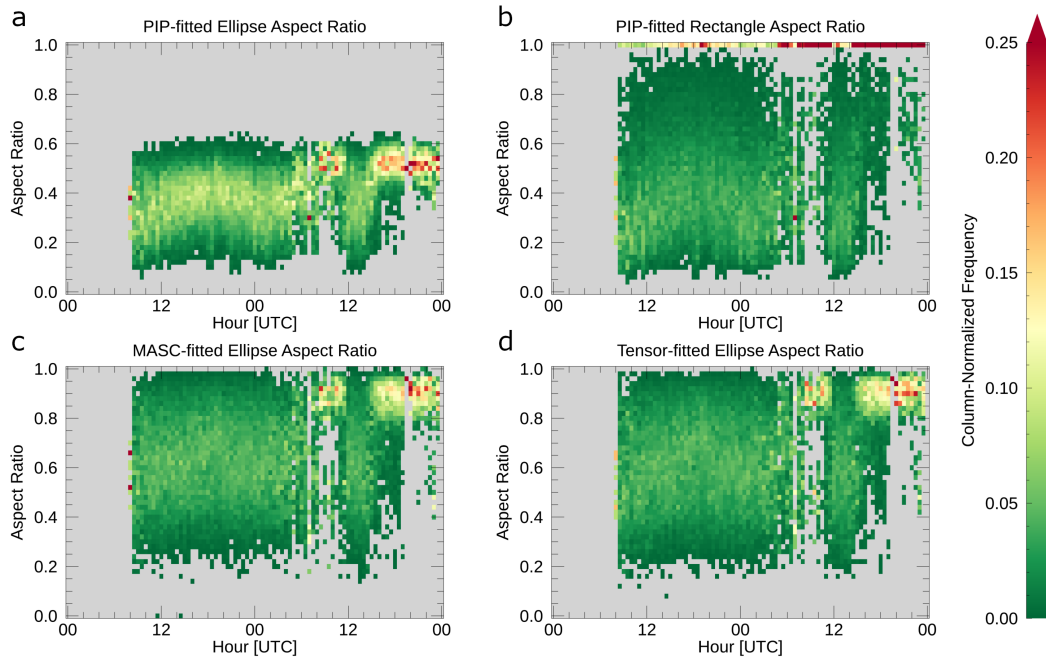 a
PIP-fitted Ellipse Aspect Ratio
1.0
0.8
0.6
0.4
0.2
0.0
Aspect Ratio
00 12 00 12 00
Hour [UTC]
b
PIP-fitted Rectangle Aspect Ratio
1.0
0.8
0.6
0.4
0.2
0.0
Aspect Ratio
00 12 00 12 00
Hour [UTC]
c
MASC-fitted Ellipse Aspect Ratio
1.0
0.8
0.6
0.4
0.2
0.0
Aspect Ratio
00 12 00 12 00
Hour [UTC]
d
Tensor-fitted Ellipse Aspect Ratio
1.0
0.8
0.6
0.4
0.2
0.0
Aspect Ratio
00 12 00 12 00
Hour [UTC]
0.25
0.20
0.15
0.10
0.05
0.00
Column-Normalized Frequency